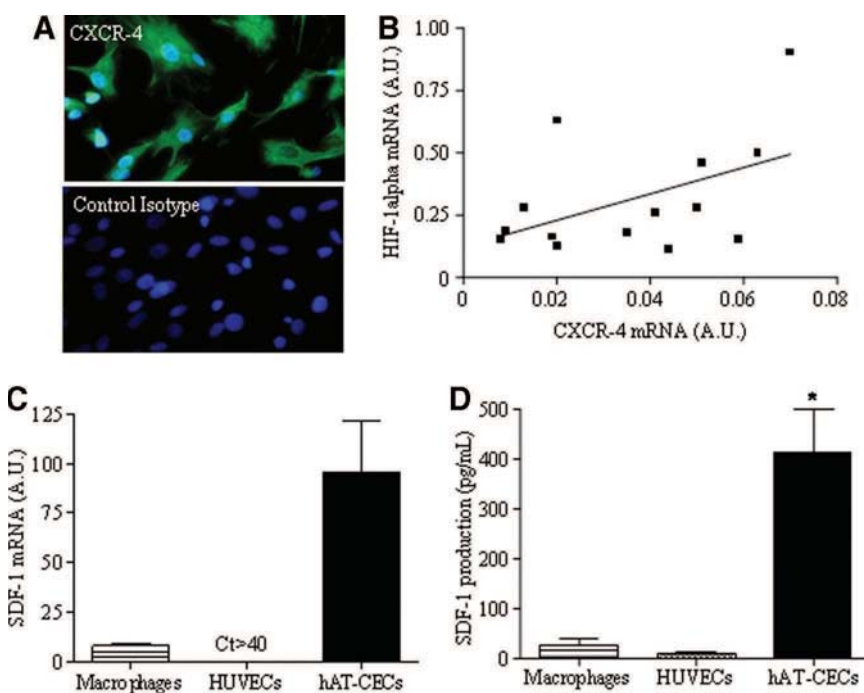 A
CXCR-4
Control Isotype
B
HIF-1alpha mRNA (A.U.)
1.00
0.75
0.50
0.25
0
0
0.02
0.04
0.06
0.08
CXCR-4 mRNA (A.U.)
C
SDF-1 mRNA (A.U.)
125
100
75
50
25
0
Ct>40
Macrophages
HUVECs
hAT-CECs
D
SDF-1 production (pg/mL)
500
400
300
200
100
0
*
Macrophages
HUVECs
hAT-CECs